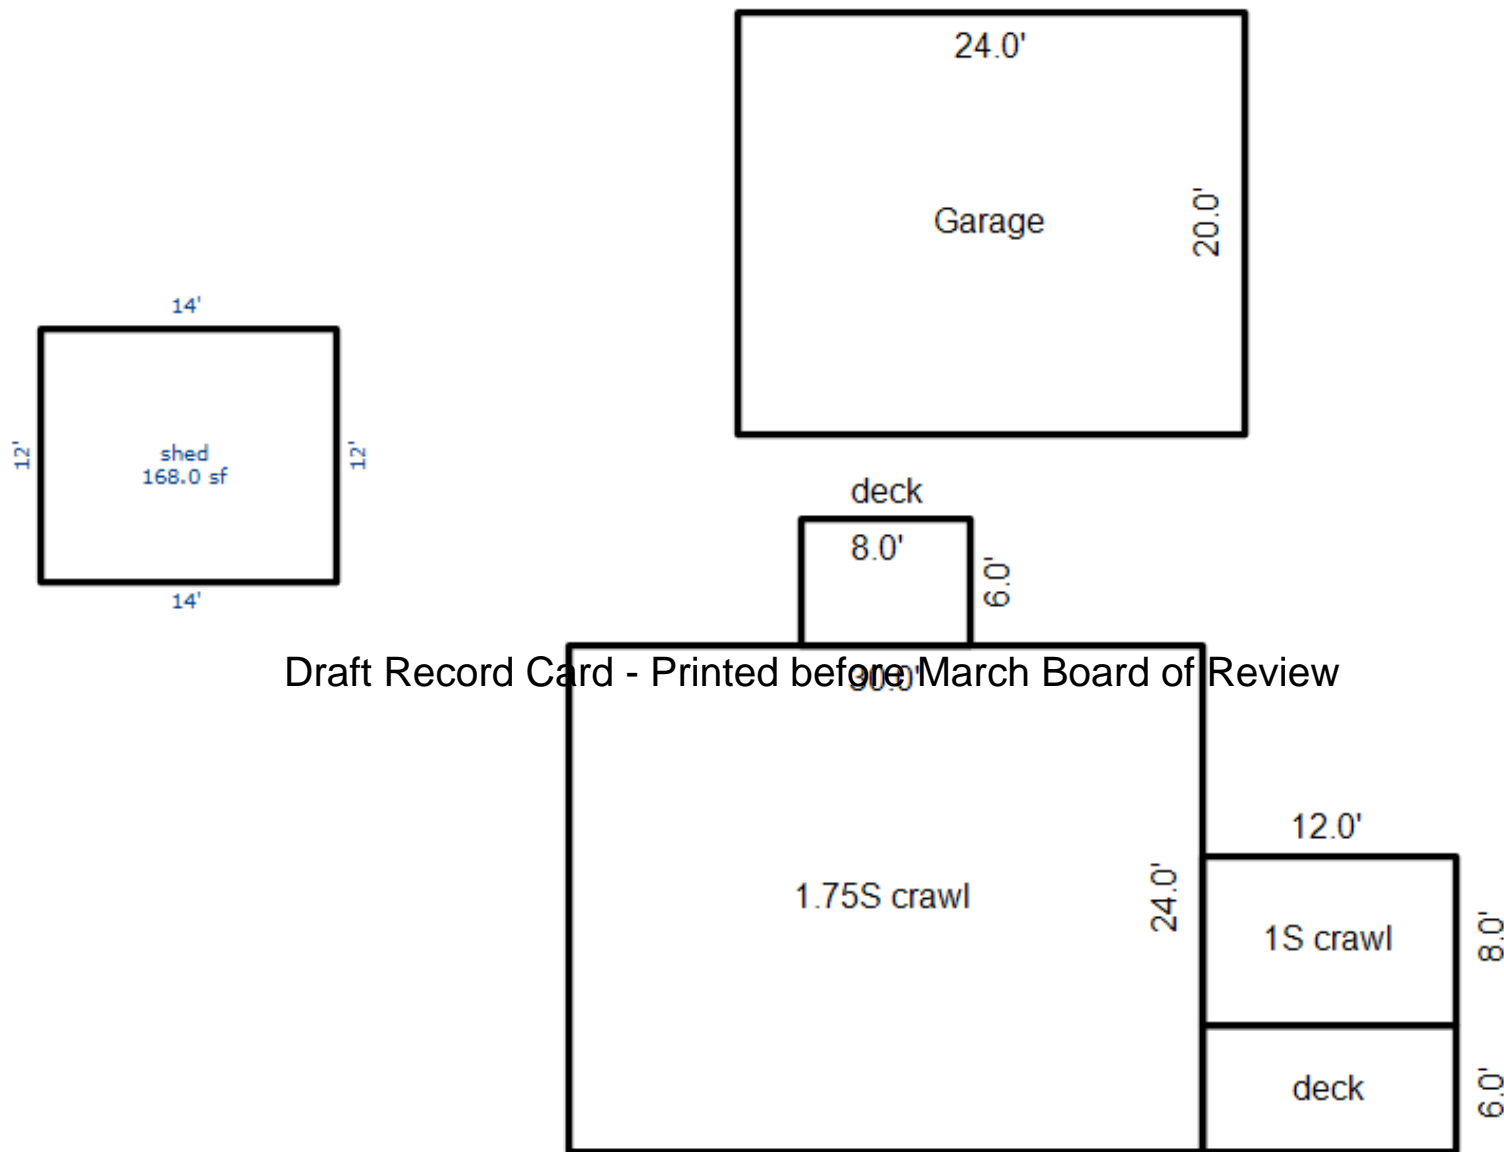 24.0'
Garage
20.0'
14'
12'
shed
168.0 sf
12'
14'
deck
8.0'
6.0'
30.0'
Draft Record Card - Printed before March Board of Review
12.0'
1.75S crawl
24.0'
1S crawl
8.0'
deck
6.0'